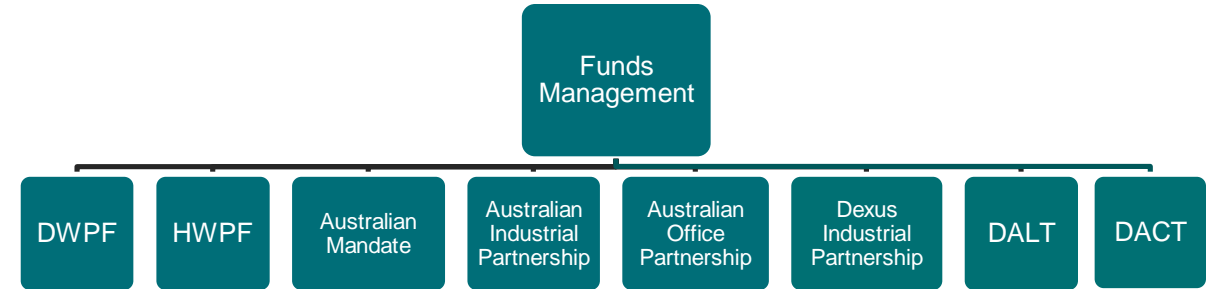 Funds
Management
DWPF
HWPF
Australian
Mandate
Australian
Industrial
Partnership
Australian
Office
Partnership
Dexus
Industrial
Partnership
DALT
DACT